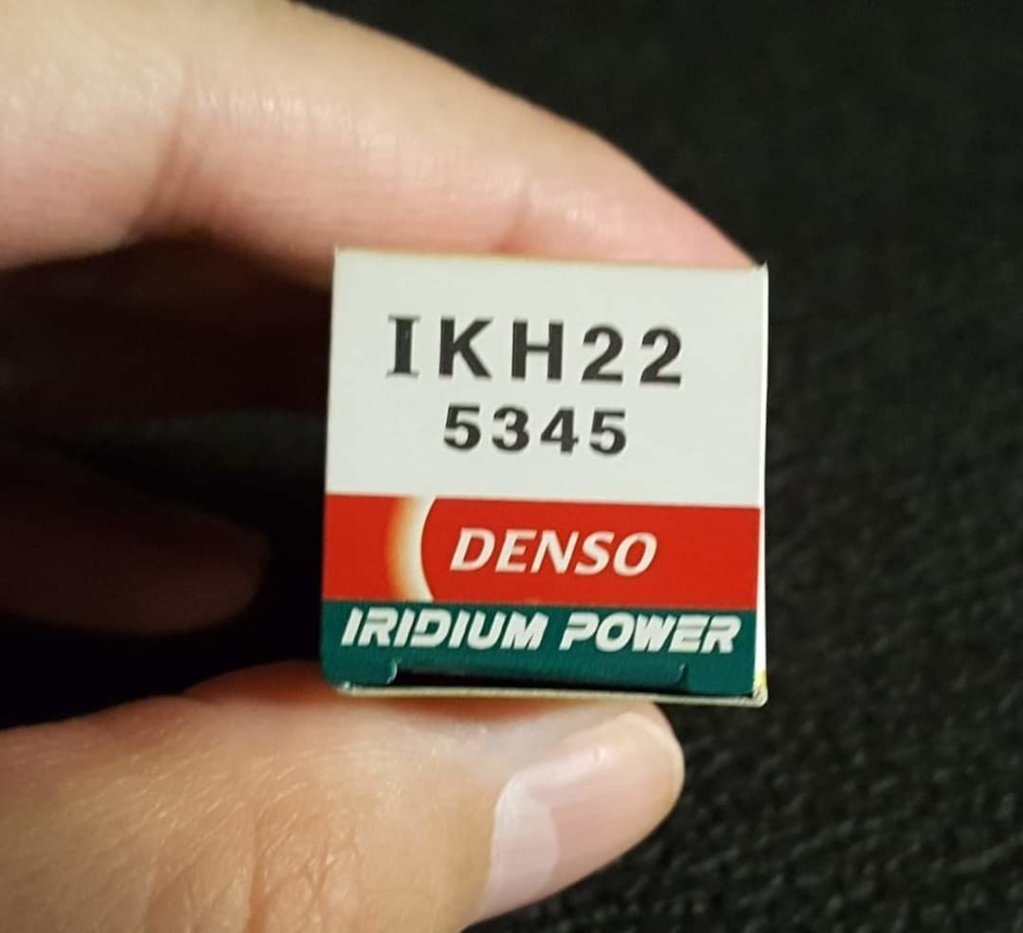 IKH22
5345
DENSO
IRIDIUM POWER